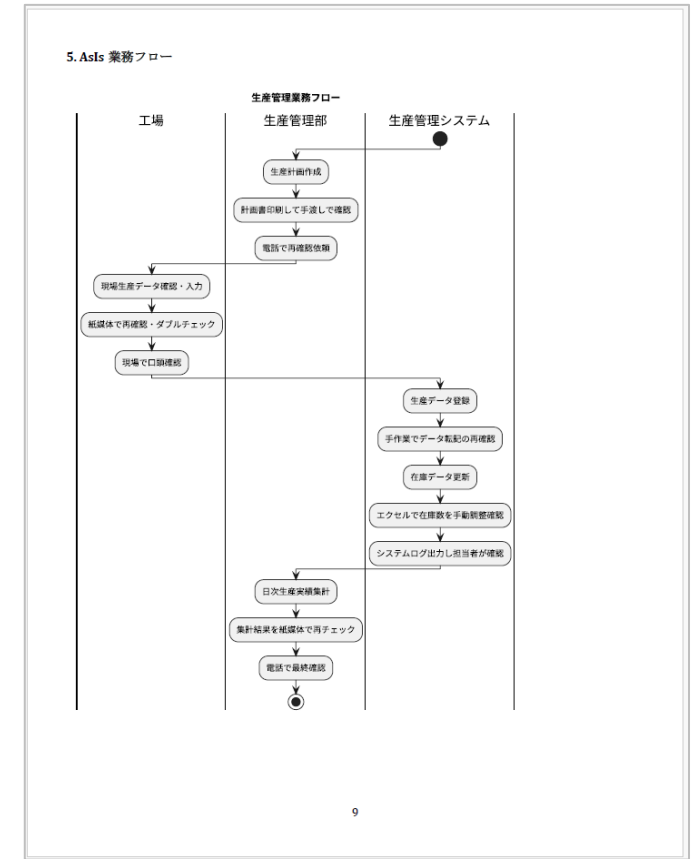 5. AsIs 業務フロー
生産管理業務フロー
工場
生産管理部
生産管理システム
生産計画作成
計画書印刷して手渡しで確認
電話で再確認依頼
現場生産データ確認・入力
紙媒体で再確認・ダブルチェック
現場で口頭確認
生産データ登録
手作業でデータ転記の再確認
在庫データ更新
エクセルで在庫数を手動調整確認
システムログ出力し担当者が確認
日次生産実績集計
集計結果を紙媒体で再チェック
電話で最終確認
9